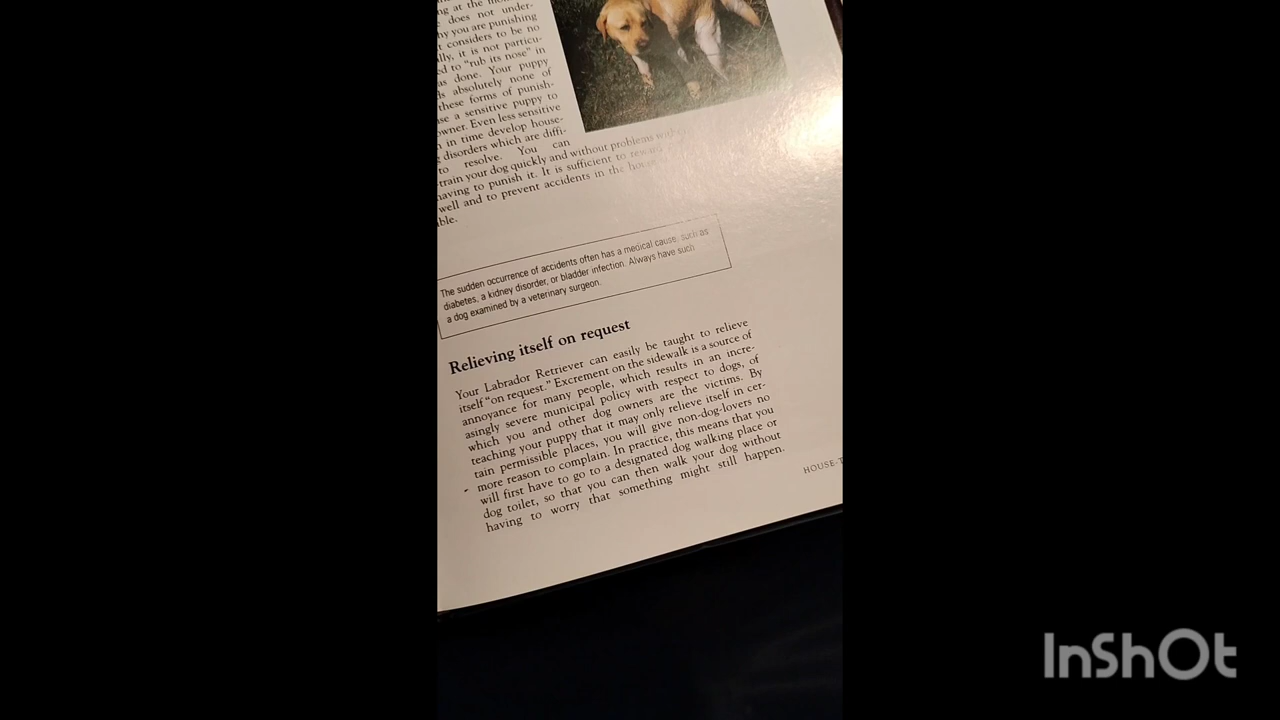 ng at the
does not under-
hy you are punishing
t considers to be no
lly, it is not particu-
ed to "rub its nose" in
as done. Your puppy
ds absolutely none of
these forms of punish-
se a sensitive puppy to
owner. Even less sensitive
n in time develop house-
g disorders which are diffi-
to resolve. You can
-train your dog quickly and without problems
having to punish it. It is sufficient to reward
well and to prevent accidents in the
ble.
The sudden occurrence of accidents often has a medical cause, such as
diabetes, a kidney disorder, or bladder infection. Always have such
a dog examined by a veterinary surgeon.
Relieving itself on request
Your Labrador Retriever can easily be taught to relieve
itself "on request." Excrement on the sidewalk is a source of
annoyance for many people, which results in an incre-
asingly severe municipal policy with respect to dogs, of
which you and other dog owners are the victims. By
teaching your puppy that it may only relieve itself in cer-
tain permissible places, you will give non-dog-lovers no
more reason to complain. In practice, this means that you
will first have to go to a designated dog walking place or
dog toilet, so that you can then walk your dog without
having to worry that something might still happen.
HOUSE-T
InShOt